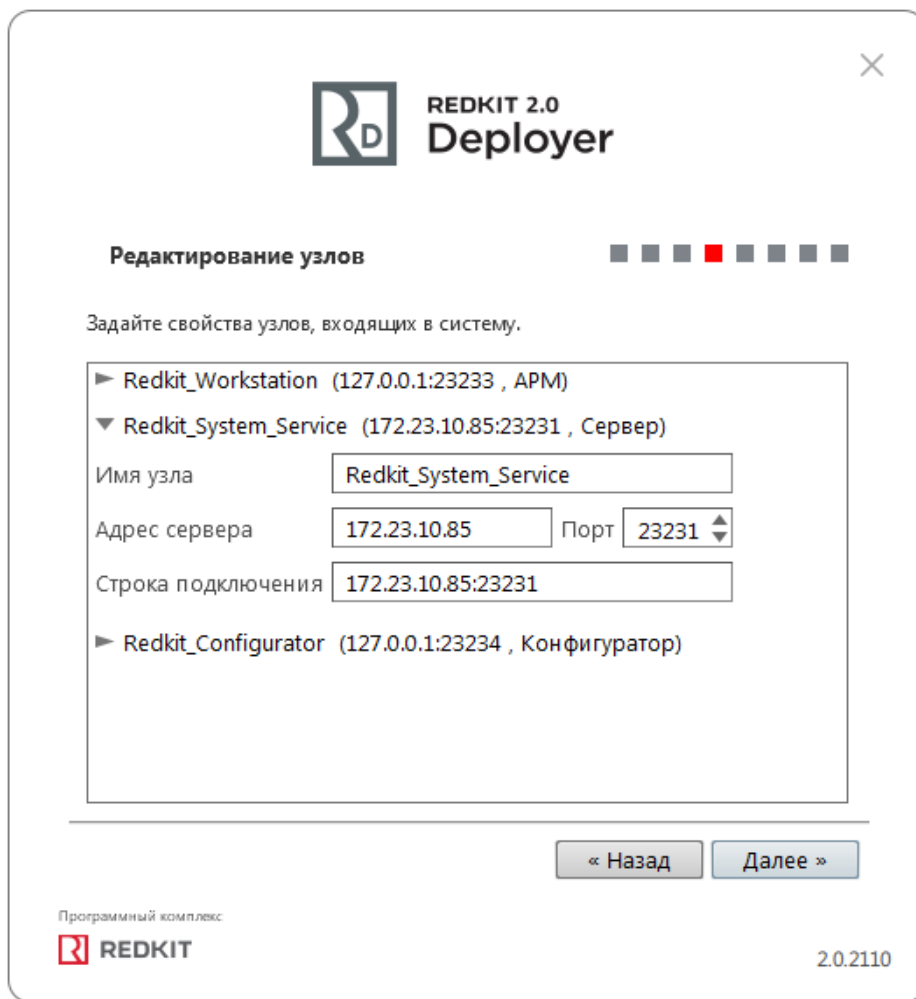 REDKIT 2.0
Deployer
Редактирование узлов
Задайте свойства узлов, входящих в систему.
Redkit_Workstation (127.0.0.1:23233 , АРМ)
Redkit_System_Service (172.23.10.85:23231 , Сервер)
Имя узла Redkit_System_Service
Адрес сервера 172.23.10.85 Порт 23231
Строка подключения 172.23.10.85:23231
Redkit_Configurator (127.0.0.1:23234 , Конфигуратор)
« Назад Далее »
Программный комплекс
REDKIT
2.0.2110